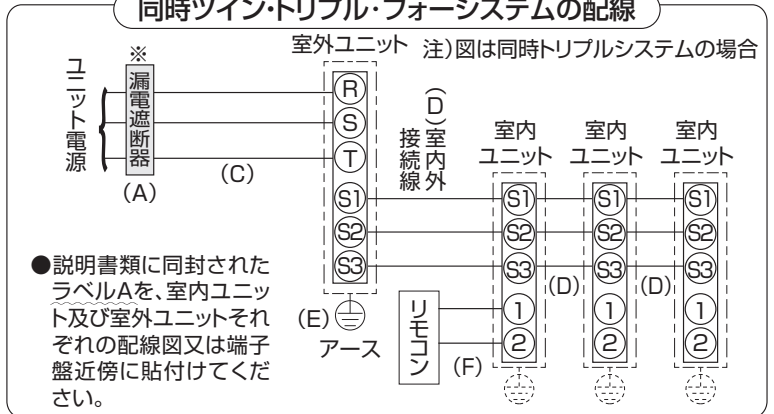 同時ツイン・トリプル・フォーシステムの配線
室外ユニット
注)図は同時トリプルシステムの場合
ユニット電源
※
漏電遮断器
(A)
(C)
R
S
T
S1
S2
S3
(D)室内外
接続線
室内
ユニット
室内
ユニット
室内
ユニット
S1
S2
S3
1
2
S1
S2
S3
1
2
S1
S2
S3
1
2
(D)
(D)
(E)
アース
リモコン
(F)
●説明書類に同封された
ラベルAを、室内ユニッ
ト及び室外ユニットそれ
ぞれの配線図又は端子
盤近傍に貼付けてくだ
さい。